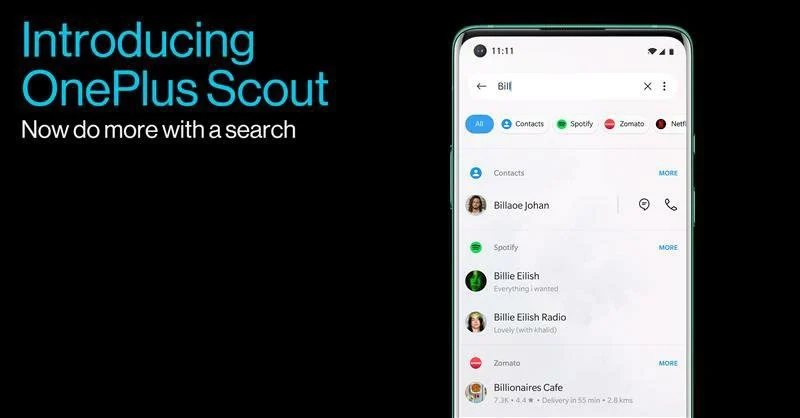 Introducing
OnePlus Scout
Now do more with a search
11:11
Bill
All
Contacts
Spotify
Zomato
Netfl
Contacts
MORE
Billaoe Johan
Spotify
MORE
Billie Eilish
Everything i wanted
Billie Eilish Radio
Lovely (with khalid)
Zomato
MORE
Billionaires Cafe
7.3K • 4.4 ★ • Delivery in 55 min • 2.8 kms